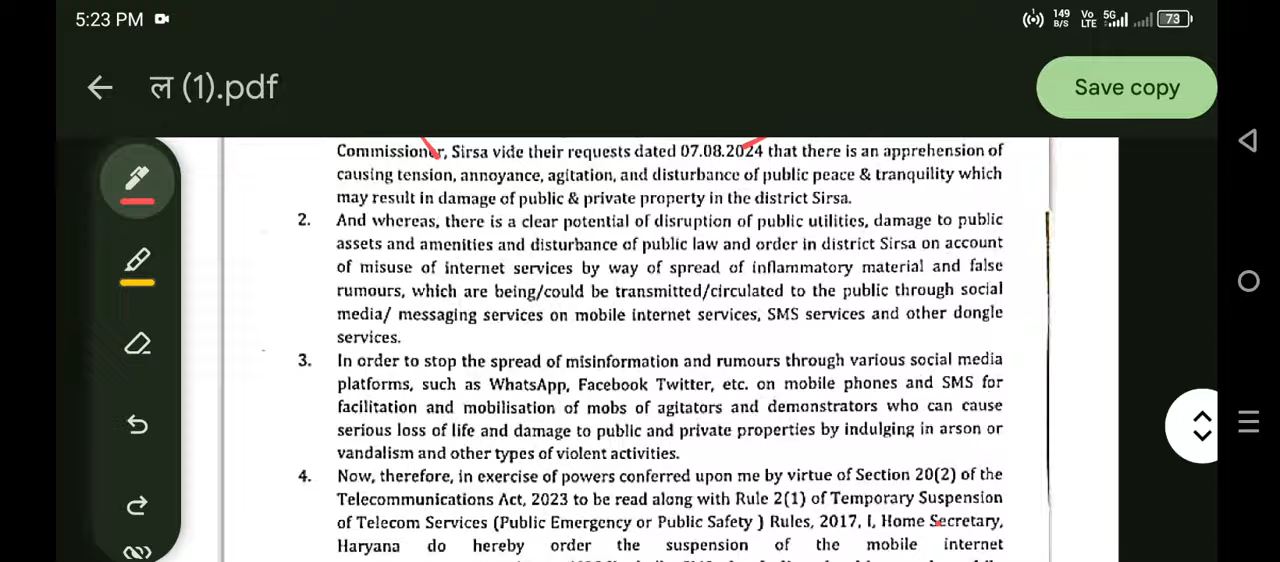 5:23 PM
1 149 B/S Vo LTE 5G 73
ल (1).pdf
Save copy
Commissioner, Sirsa vide their requests dated 07.08.2024 that there is an apprehension of
causing tension, annoyance, agitation, and disturbance of public peace & tranquility which
may result in damage of public & private property in the district Sirsa.
2. And whereas, there is a clear potential of disruption of public utilities, damage to public
assets and amenities and disturbance of public law and order in district Sirsa on account
of misuse of internet services by way of spread of inflammatory material and false
rumours, which are being/could be transmitted/circulated to the public through social
media/ messaging services on mobile internet services, SMS services and other dongle
services.
3. In order to stop the spread of misinformation and rumours through various social media
platforms, such as WhatsApp, Facebook Twitter, etc. on mobile phones and SMS for
facilitation and mobilisation of mobs of agitators and demonstrators who can cause
serious loss of life and damage to public and private properties by indulging in arson or
vandalism and other types of violent activities.
4. Now, therefore, in exercise of powers conferred upon me by virtue of Section 20(2) of the
Telecommunications Act, 2023 to be read along with Rule 2(1) of Temporary Suspension
of Telecom Services (Public Emergency or Public Safety ) Rules, 2017, I, Home Secretary,
Haryana do hereby order the suspension of the mobile internet